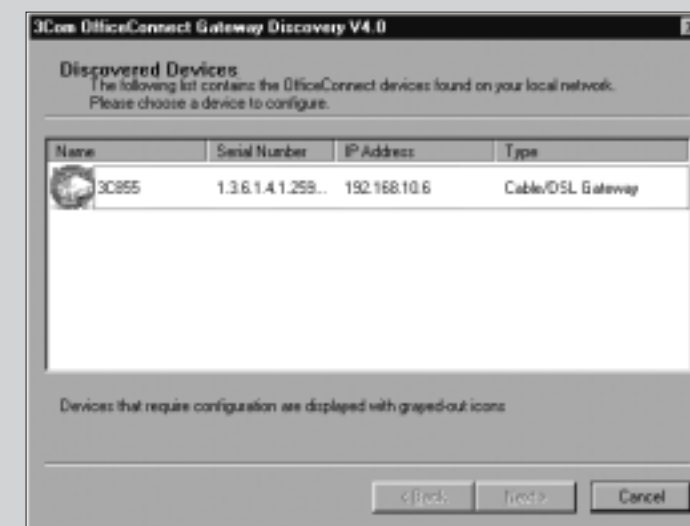 3Com OfficeConnect Gateway Discovery V4.0
Discovered Devices
The following list contains the OfficeConnect devices found on your local network.
Please choose a device to configure.
Name Serial Number IP Address Type
3C855 1.3.6.1.4.1.259... 192.168.10.6 Cable/DSL Gateway
Devices that require configuration are displayed with grayed-out icons
< Back Next > Cancel